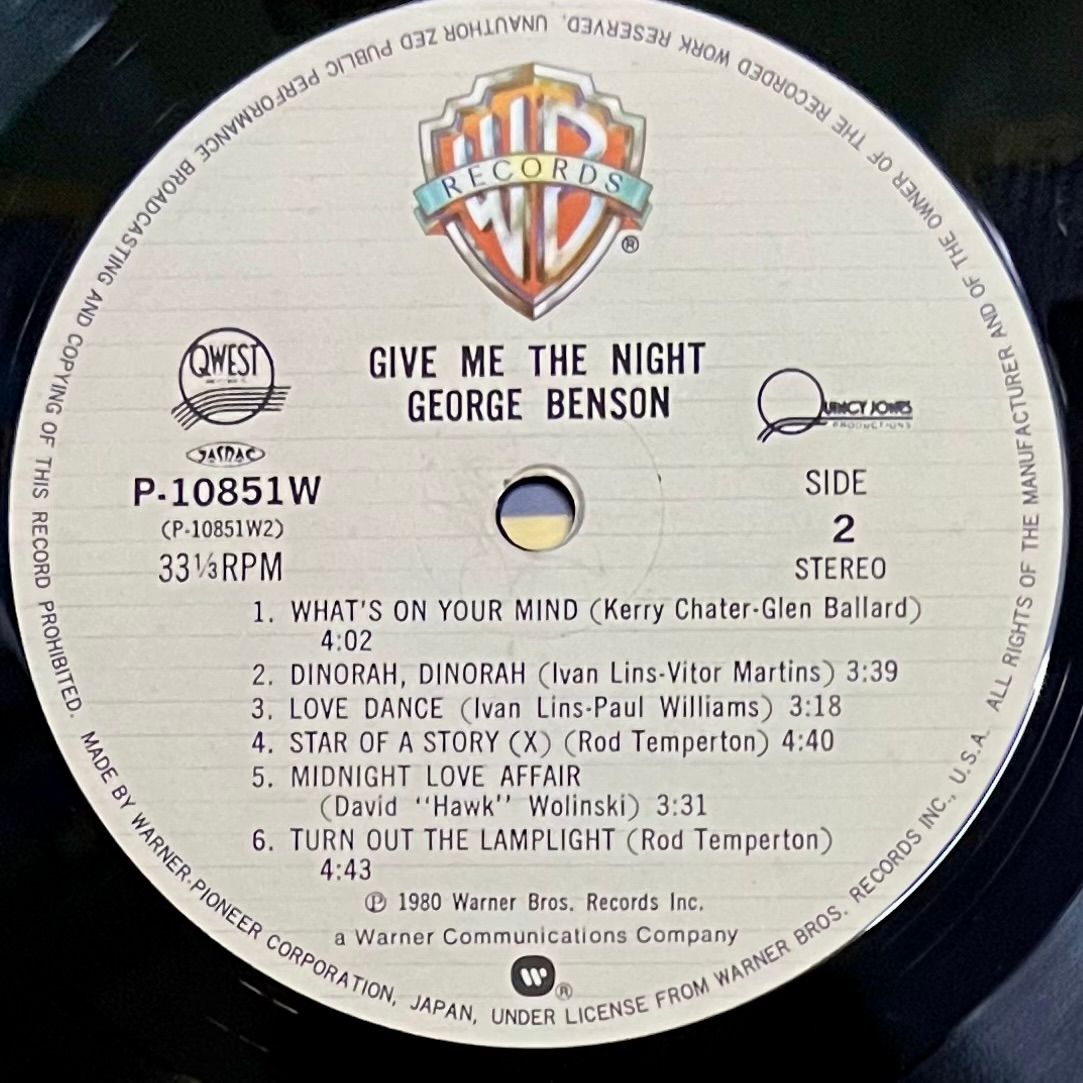 WB
RECORDS
®
QWEST
GIVE ME THE NIGHT
GEORGE BENSON
QUINCY JONES
PRODUCTIONS
JASRAC
P-10851W
(P-10851W2)
33⅓RPM
SIDE
2
STEREO
1. WHAT'S ON YOUR MIND (Kerry Chater-Glen Ballard)
4:02
2. DINORAH, DINORAH (Ivan Lins-Vitor Martins) 3:39
3. LOVE DANCE (Ivan Lins-Paul Williams) 3:18
4. STAR OF A STORY (X) (Rod Temperton) 4:40
5. MIDNIGHT LOVE AFFAIR
(David "Hawk" Wolinski) 3:31
6. TURN OUT THE LAMPLIGHT (Rod Temperton)
4:43
℗ 1980 Warner Bros. Records Inc.
a Warner Communications Company
W ®
ALL RIGHTS OF THE MANUFACTURER AND OF THE OWNER OF THE RECORDED WORK RESERVED, UNAUTHOR ZED PUBLIC PERFORMANCE BROADCASTING AND COPYING OF THIS RECORD PROHIBITED.
MADE BY WARNER-PIONEER CORPORATION, JAPAN, UNDER LICENSE FROM WARNER BROS. RECORDS INC., U.S.A.